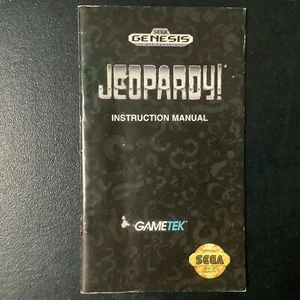 SEGA
GENESIS
JEOPARDY!
INSTRUCTION MANUAL
GAMETEK
SEGA